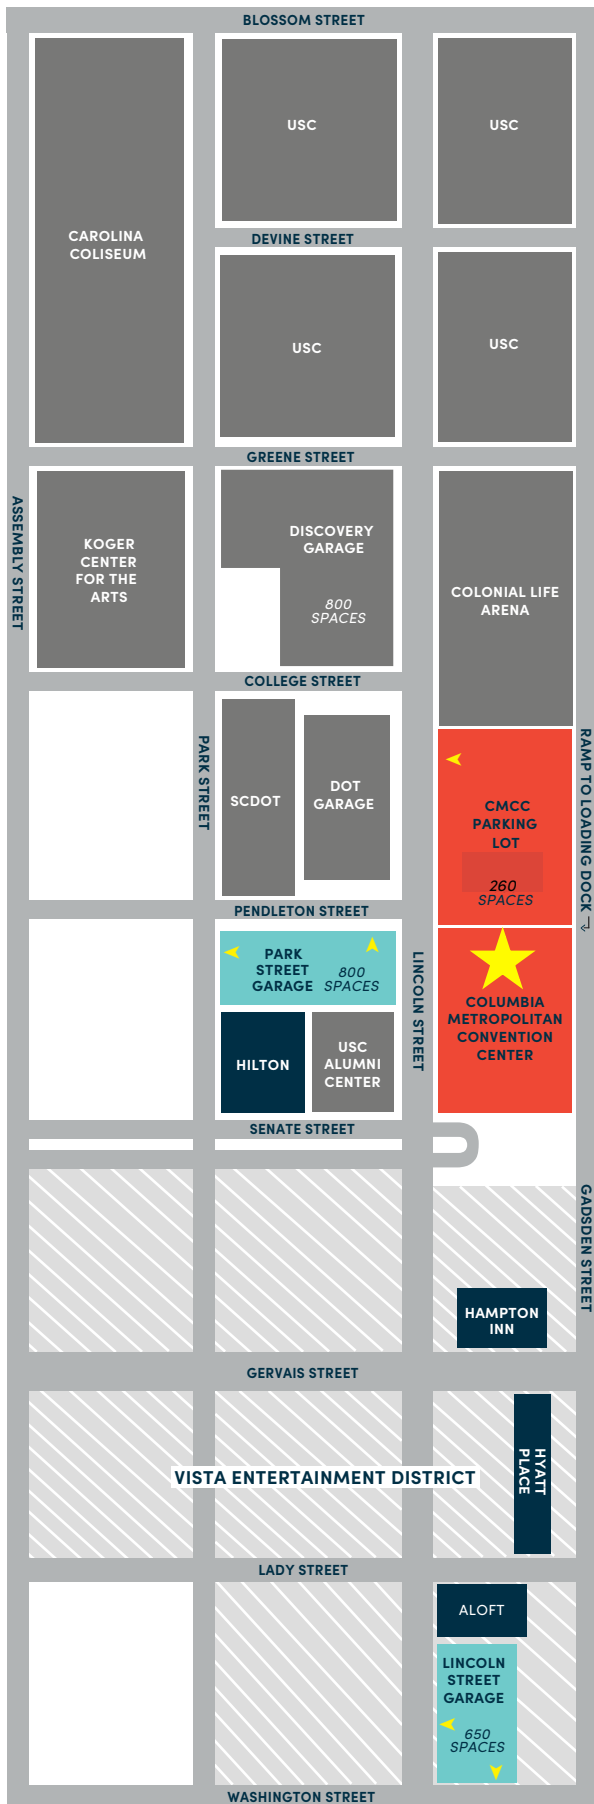 BLOSSOM STREET
USC
USC
CAROLINA
COLISEUM
DEVINE STREET
USC
USC
GREENE STREET
ASSEMBLY STREET
KOGER
CENTER
FOR THE
ARTS
DISCOVERY
GARAGE
800
SPACES
COLONIAL LIFE
ARENA
COLLEGE STREET
PARK STREET
SCDOT
DOT
GARAGE
CMCC
PARKING
LOT
260
SPACES
RAMP TO LOADING DOCK
PENDLETON STREET
PARK
STREET
GARAGE
800
SPACES
LINCOLN STREET
COLUMBIA
METROPOLITAN
CONVENTION
CENTER
HILTON
USC
ALUMNI
CENTER
SENATE STREET
GADSDEN STREET
HAMPTON
INN
GERVAIS STREET
HYATT
PLACE
VISTA ENTERTAINMENT DISTRICT
LADY STREET
ALOFT
LINCOLN
STREET
GARAGE
650
SPACES
WASHINGTON STREET